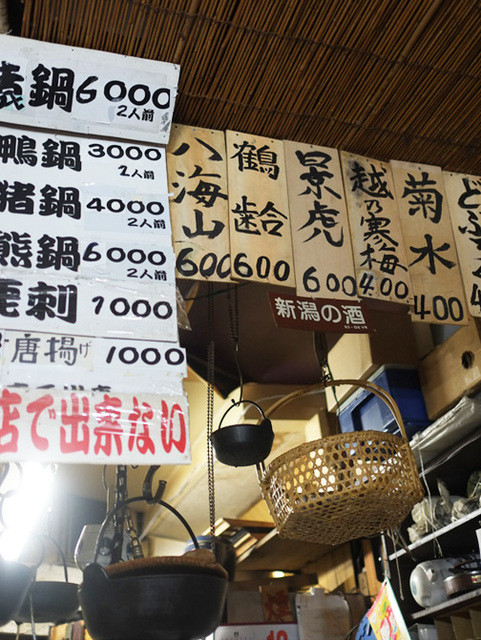 鍋 6000
2人前
鴨鍋 3000
2人前
猪鍋 4000
2人前
熊鍋 6000
2人前
刺 1000
唐揚げ 1000
店で出来ない
八海山 600
鶴齢 600
景虎 600
越乃寒梅 400
菊水 400
どぶ
新潟の酒